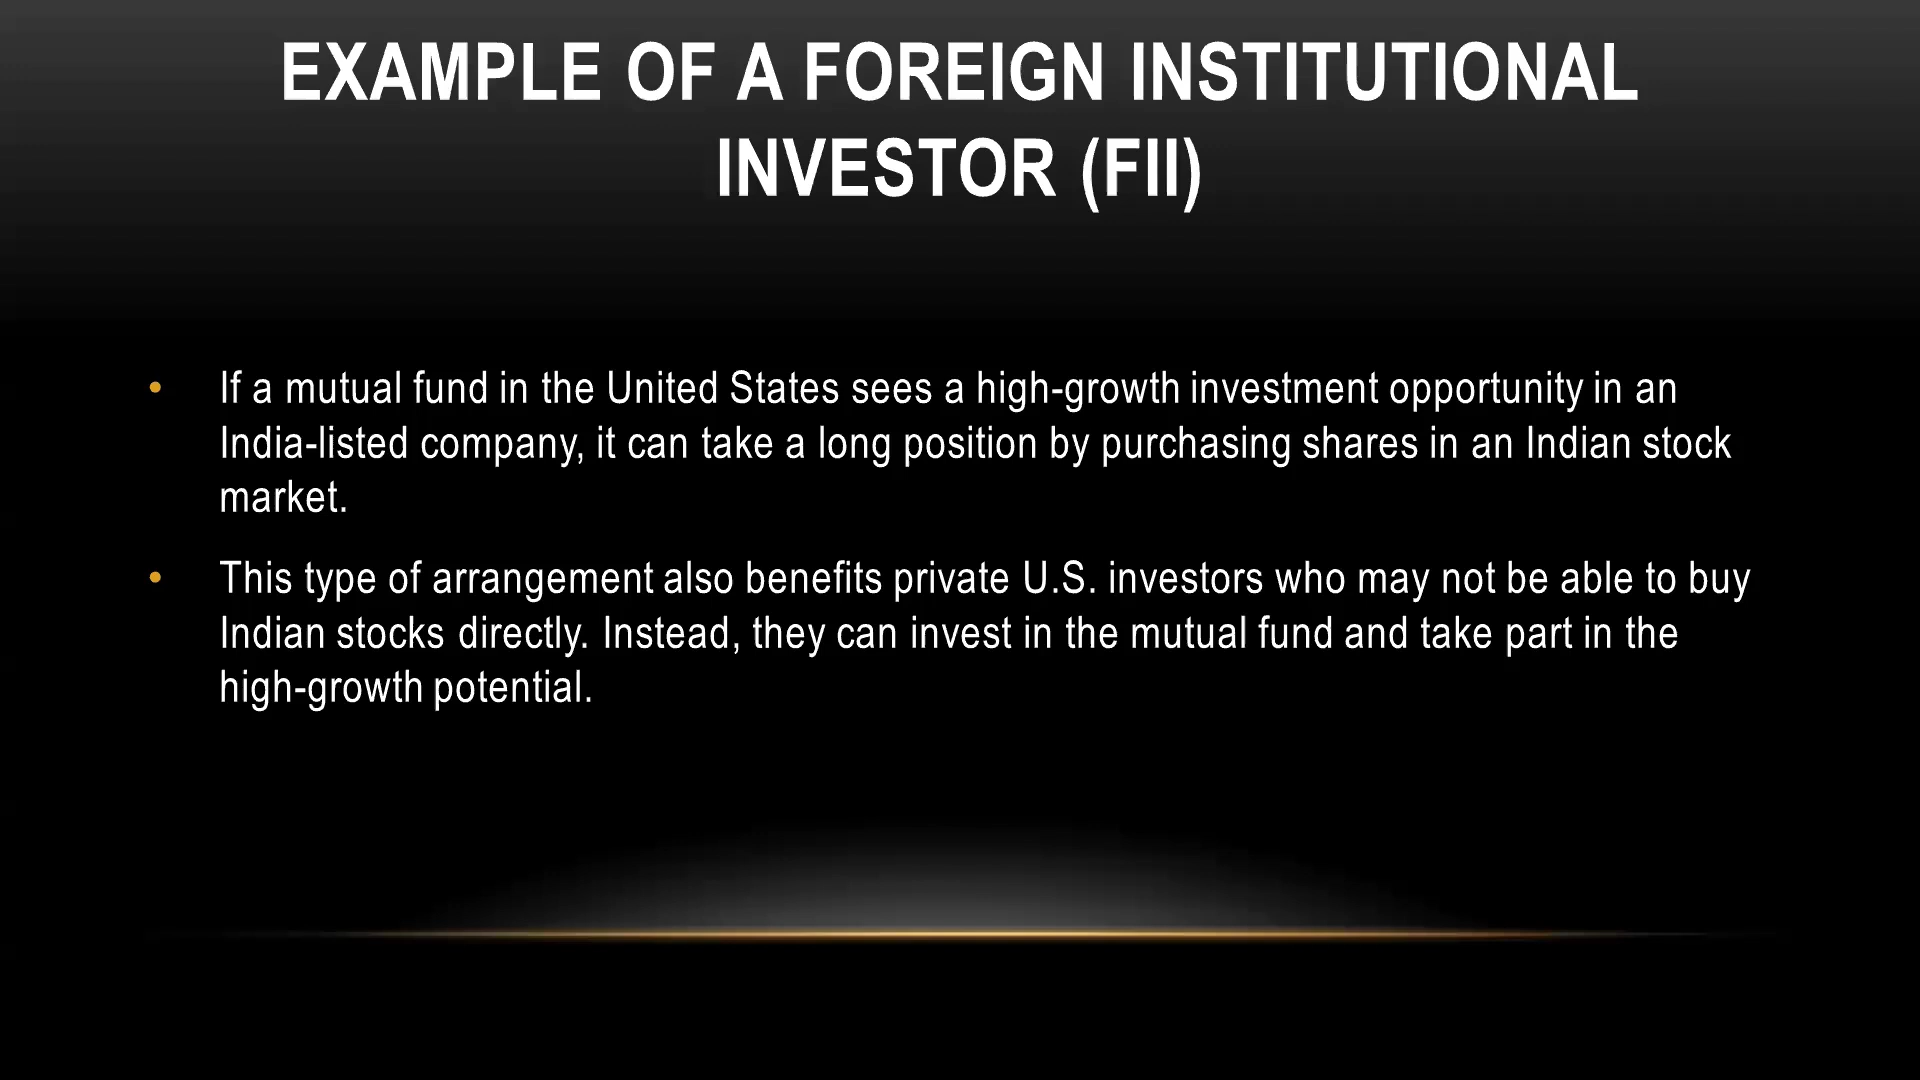 EXAMPLE OF A FOREIGN INSTITUTIONAL
INVESTOR (FII)
• If a mutual fund in the United States sees a high-growth investment opportunity in an
India-listed company, it can take a long position by purchasing shares in an Indian stock
market.
• This type of arrangement also benefits private U.S. investors who may not be able to buy
Indian stocks directly. Instead, they can invest in the mutual fund and take part in the
high-growth potential.